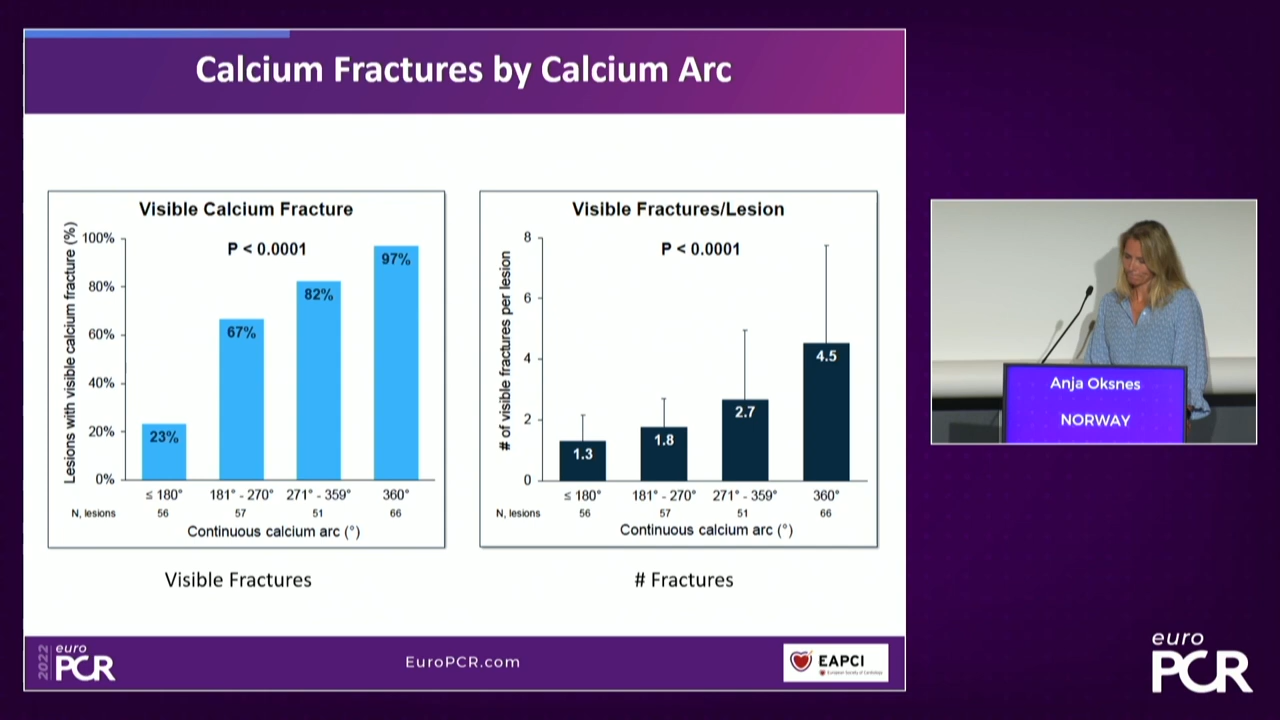 Calcium Fractures by Calcium Arc
Visible Calcium Fracture
P < 0.0001
Lesions with visible calcium fracture (%)
100%
80%
60%
40%
20%
0%
23%
67%
82%
97%
≤ 180°
181° - 270°
271° - 359°
360°
N, lesions
56
57
51
66
Continuous calcium arc (°)
Visible Fractures
Visible Fractures/Lesion
P < 0.0001
# of visible fractures per lesion
8
6
4
2
0
1.3
1.8
2.7
4.5
≤ 180°
181° - 270°
271° - 359°
360°
N, lesions
56
57
51
66
Continuous calcium arc (°)
# Fractures
2022
euro
PCR
EuroPCR.com
EAPCI
European Society of Cardiology
Anja Oksnes
NORWAY
euro
PCR